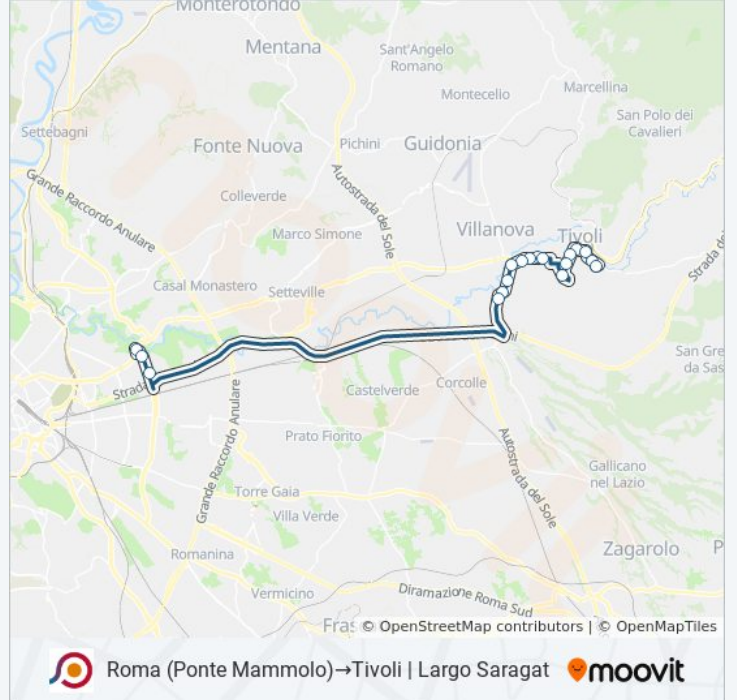 Monterotondo
Mentana
Sant'Angelo
Romano
Marcellina
Montecelio
San Polo dei
Cavalieri
Settebagni
Fonte Nuova
Pichini
Guidonia
Grande Raccordo Anulare
Autostrada del Sole
Colleverde
Marco Simone
Villanova
Tivoli
Casal Monastero
Setteville
San Gre
da Sas
Castelverde
Corcolle
Grande Raccordo Anulare
Prato Fiorito
Autostrada del Sole
Gallicano
nel Lazio
Torre Gaia
Villa Verde
Romanina
Zagarolo
P
Vermicino
Diramazione Roma Sud
Fras
© OpenStreetMap contributors | © OpenMapTiles
Roma (Ponte Mammolo)→Tivoli | Largo Saragat
moovit